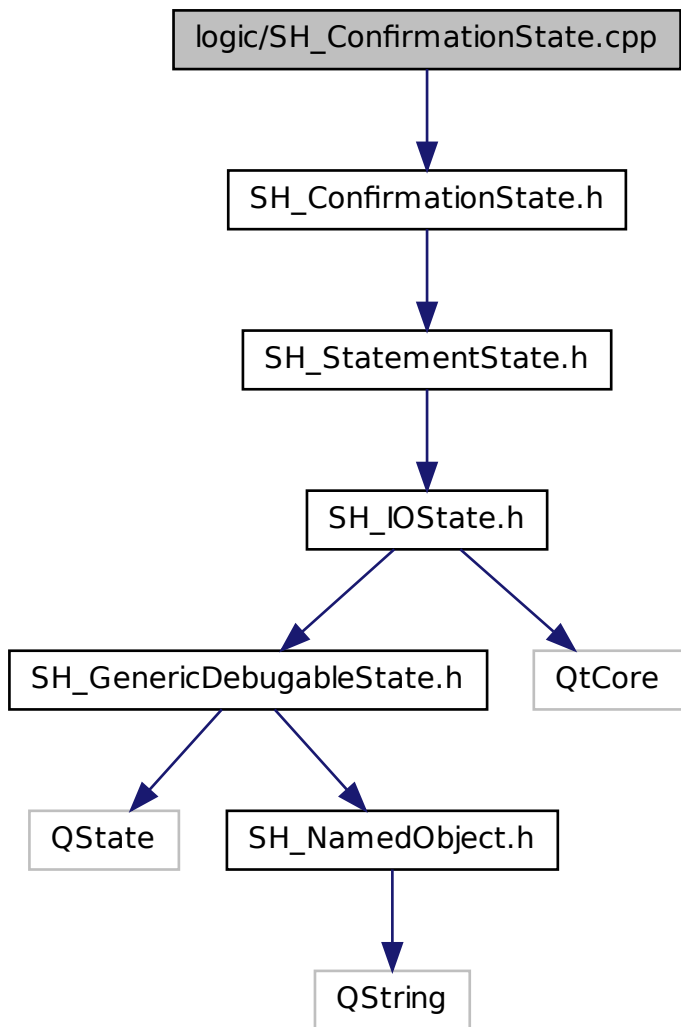 logic/SH_ConfirmationState.cpp
SH_ConfirmationState.h
SH_StatementState.h
SH_IOState.h
SH_GenericDebugableState.h
QtCore
QState
SH_NamedObject.h
QString